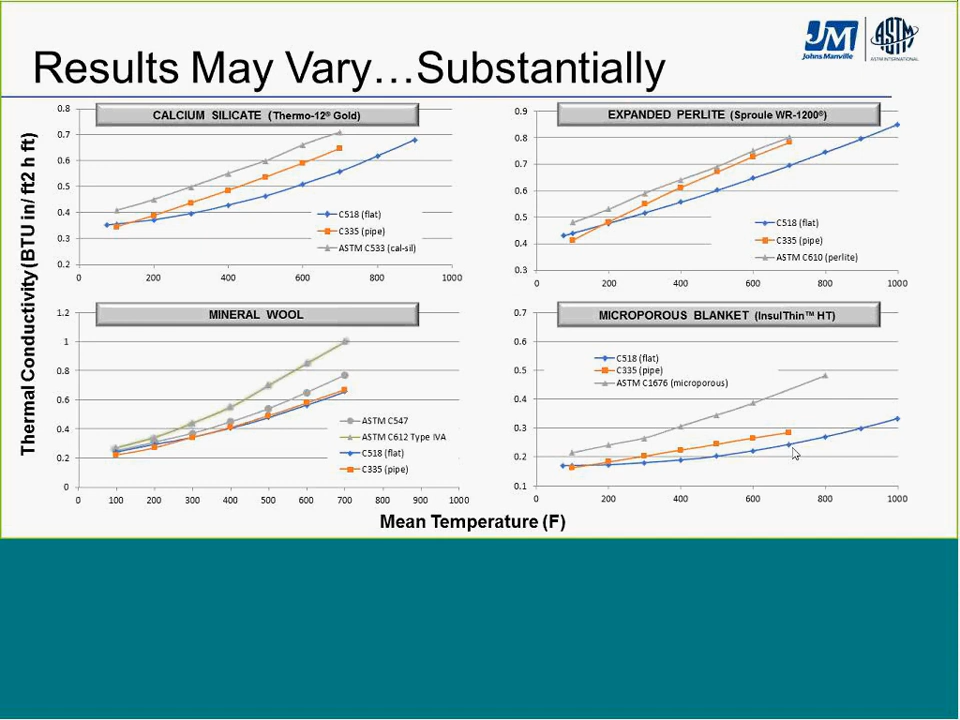 Results May Vary…Substantially
JM
Johns Manville
ASTM
ASTM INTERNATIONAL
Thermal Conductivity (BTU in/ ft2 h ft)
CALCIUM SILICATE (Thermo-12® Gold)
0.8
0.7
0.6
0.5
0.4
0.3
0.2
0 200 400 600 800 1000
C518 (flat)
C335 (pipe)
ASTM C533 (cal-sil)
EXPANDED PERLITE (Sproule WR-1200®)
0.9
0.8
0.7
0.6
0.5
0.4
0.3
0 200 400 600 800 1000
C518 (flat)
C335 (pipe)
ASTM C610 (perlite)
MINERAL WOOL
1.2
1
0.8
0.6
0.4
0.2
0
0 100 200 300 400 500 600 700 800 900 1000
ASTM C547
ASTM C612 Type IVA
C518 (flat)
C335 (pipe)
MICROPOROUS BLANKET (InsulThin™ HT)
0.7
0.6
0.5
0.4
0.3
0.2
0.1
0 200 400 600 800 1000
C518 (flat)
C335 (pipe)
ASTM C1676 (microporous)
Mean Temperature (F)